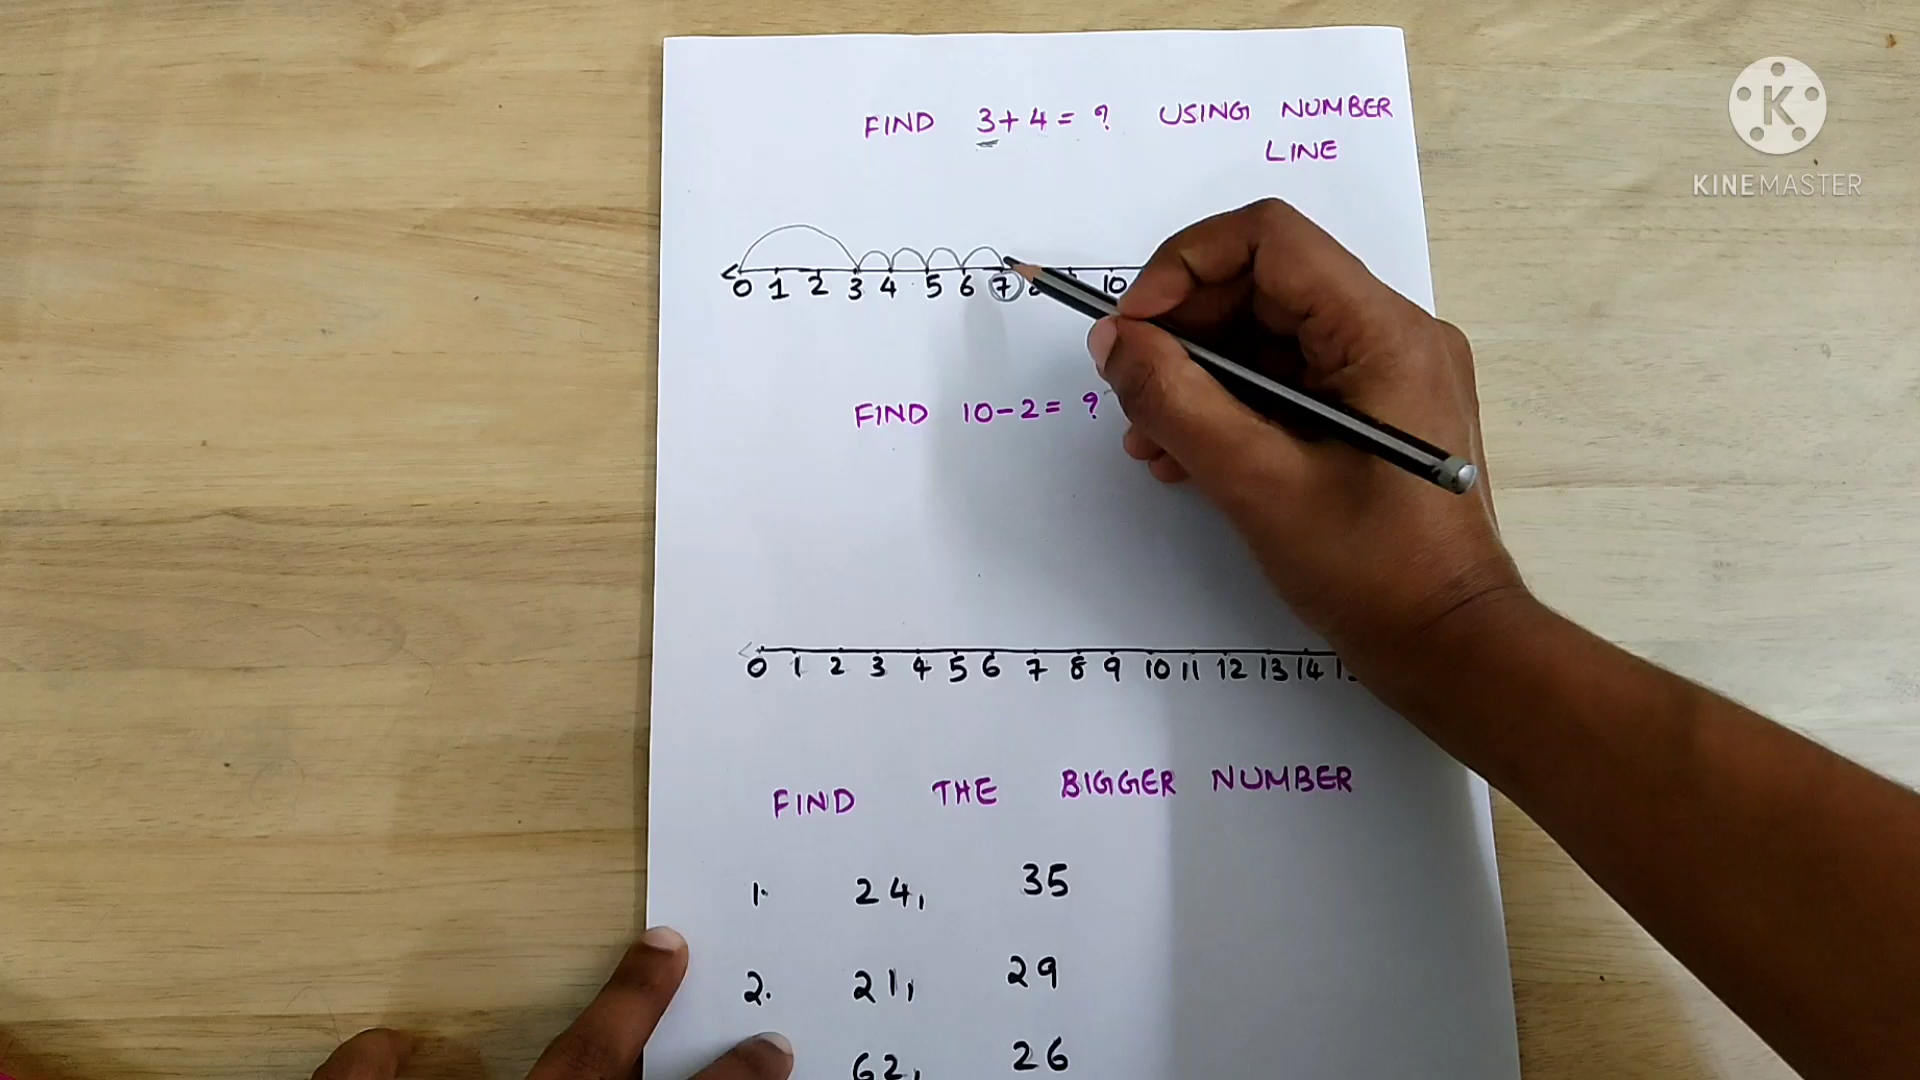 FIND 3+4=? USING NUMBER
LINE
KINEMASTER
0 1 2 3 4 5 6 7 10
FIND 10-2=?
0 1 2 3 4 5 6 7 8 9 10 11 12 13 14
FIND THE BIGGER NUMBER
1. 24, 35
2. 21, 29
62, 26